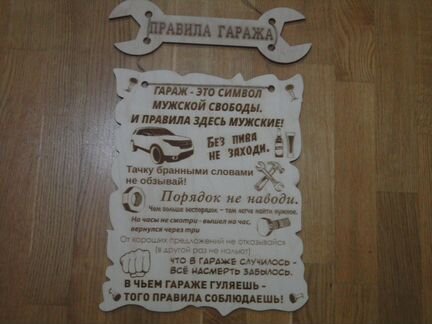 ПРАВИЛА ГАРАЖА
ГАРАЖ - ЭТО СИМВОЛ
МУЖСКОЙ СВОБОДЫ.
И ПРАВИЛА ЗДЕСЬ МУЖСКИЕ!
БЕЗ ПИВА
НЕ ЗАХОДИ.
Тачку бранными словами
не обзывай!
Порядок не наводи.
Чем больше беспорядок - тем легче найти нужное.
На часы не смотри - вышел на час,
вернулся через три
От хороших предложений не отказывайся
(в другой раз не нальют)
ЧТО В ГАРАЖЕ СЛУЧИЛОСЬ -
ВСЁ НАСМЕРТЬ ЗАБЫЛОСЬ.
В ЧЬЕМ ГАРАЖЕ ГУЛЯЕШЬ -
ТОГО ПРАВИЛА СОБЛЮДАЕШЬ!